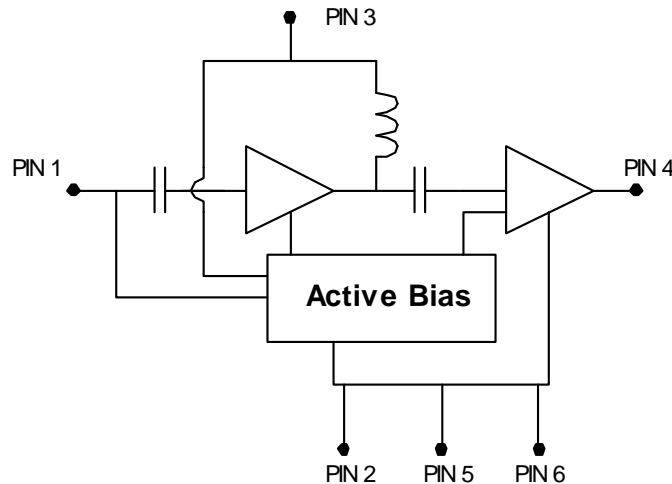 PIN 3
PIN 1
PIN 4
Active Bias
PIN 2
PIN 5
PIN 6